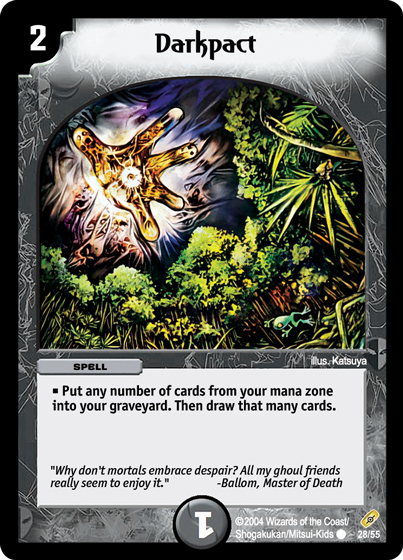 2
Darkpact
illus. Katsuya
SPELL
▪ Put any number of cards from your mana zone
into your graveyard. Then draw that many cards.
"Why don't mortals embrace despair? All my ghoul friends
really seem to enjoy it." -Ballom, Master of Death
1
©2004 Wizards of the Coast/
Shogakukan/Mitsui-Kids 28/55